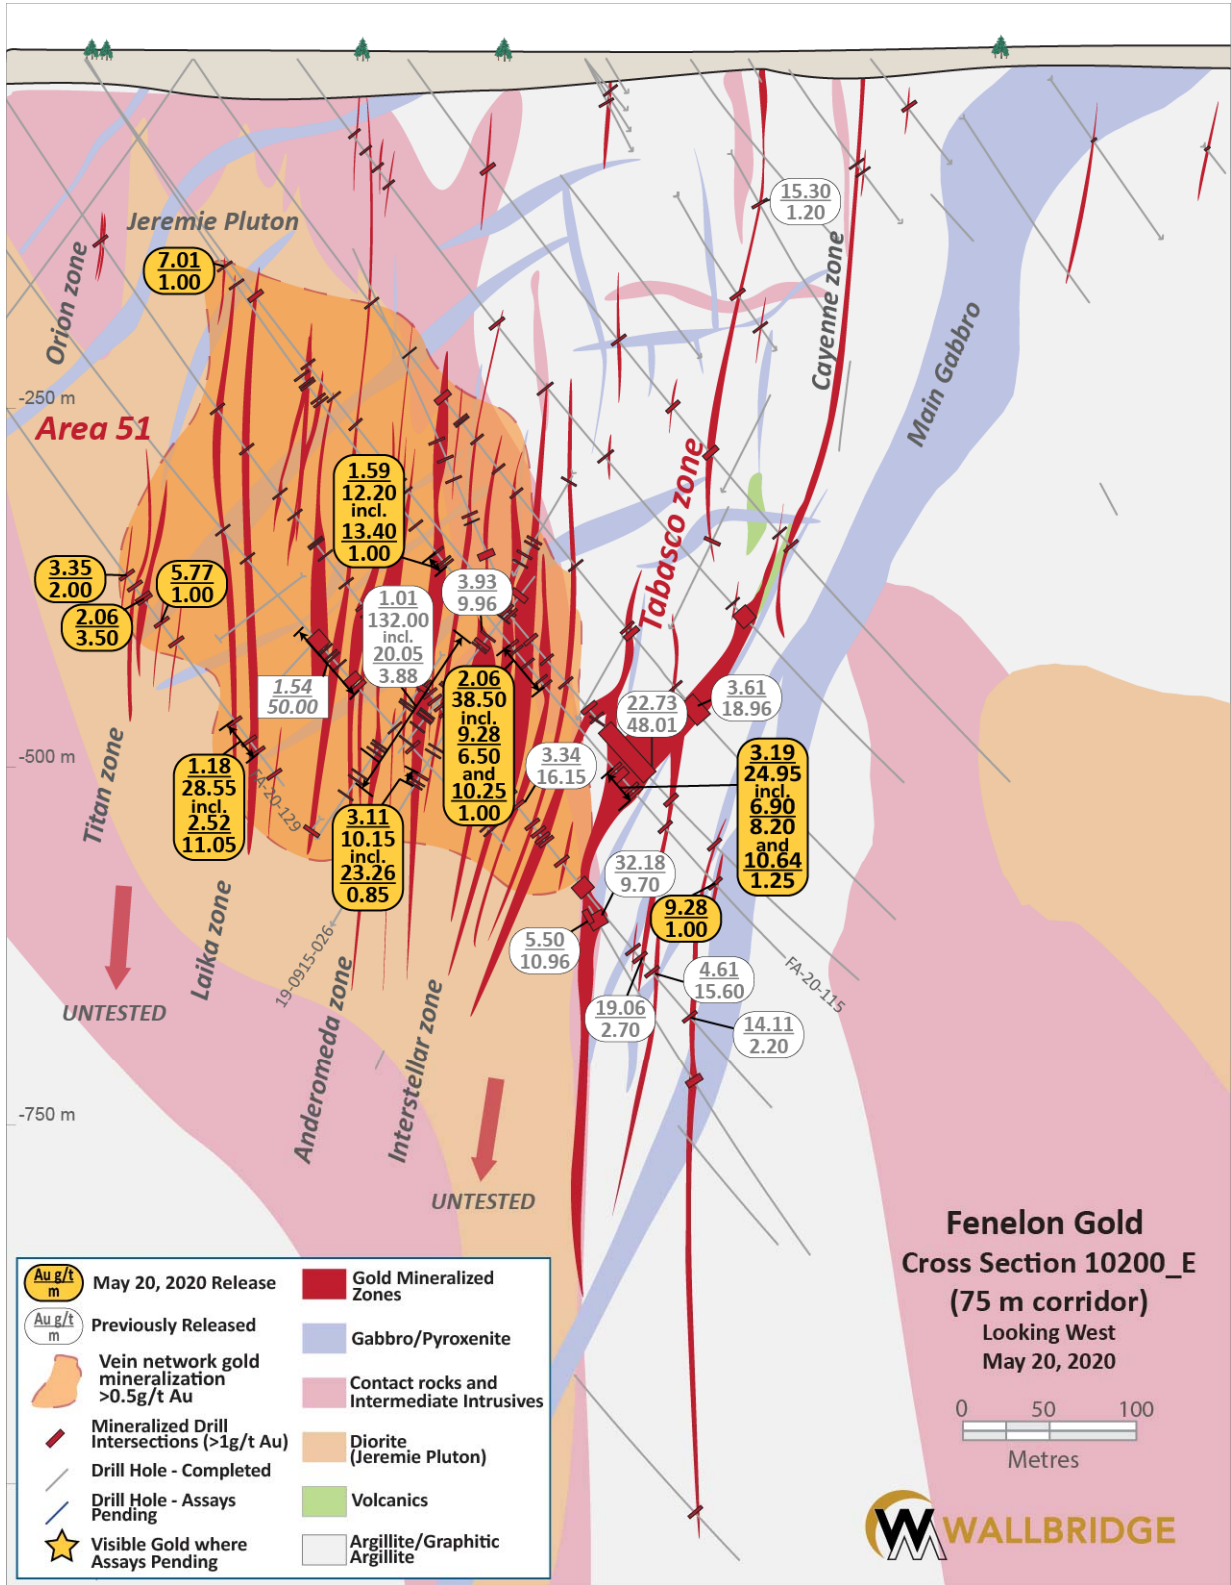 Jeremie Pluton
15.30
1.20
Orion zone
7.01
1.00
Cayenne zone
Main Gabbro
-250 m
Area 51
1.59
12.20
incl.
13.40
1.00
Tabasco zone
3.35
2.00
5.77
1.00
2.06
3.50
1.01
132.00
incl.
20.05
3.88
3.93
9.96
1.54
50.00
2.06
38.50
incl.
9.28
6.50
and
10.25
1.00
22.73
48.01
3.61
18.96
3.34
16.15
-500 m
Titan zone
1.18
28.55
incl.
2.52
11.05
FA-20-129
3.11
10.15
incl.
23.26
0.85
3.19
24.95
incl.
6.90
8.20
and
10.64
1.25
32.18
9.70
9.28
1.00
5.50
10.96
Laika zone
19-0915-026
Anderomeda zone
Interstellar zone
4.61
15.60
FA-20-115
19.06
2.70
14.11
2.20
UNTESTED
-750 m
UNTESTED
Fenelon Gold
Cross Section 10200_E
(75 m corridor)
Looking West
May 20, 2020
0 50 100
Metres
WALLBRIDGE
Au g/t
m
May 20, 2020 Release
Au g/t
m
Previously Released
Vein network gold
mineralization
>0.5g/t Au
Mineralized Drill
Intersections (>1g/t Au)
Drill Hole - Completed
Drill Hole - Assays
Pending
Visible Gold where
Assays Pending
Gold Mineralized
Zones
Gabbro/Pyroxenite
Contact rocks and
Intermediate Intrusives
Diorite
(Jeremie Pluton)
Volcanics
Argillite/Graphitic
Argillite